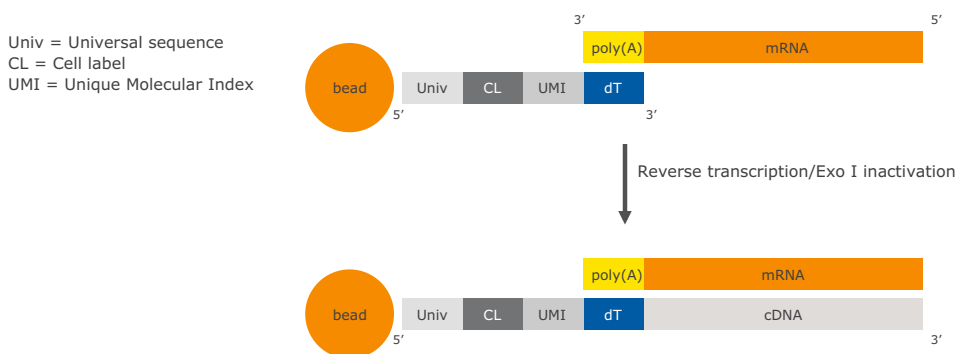 Univ = Universal sequence
CL = Cell label
UMI = Unique Molecular Index
3’ 5’
poly(A) mRNA
bead Univ CL UMI dT
5’ 3’
Reverse transcription/Exo I inactivation
poly(A) mRNA
bead Univ CL UMI dT cDNA
5’ 3’